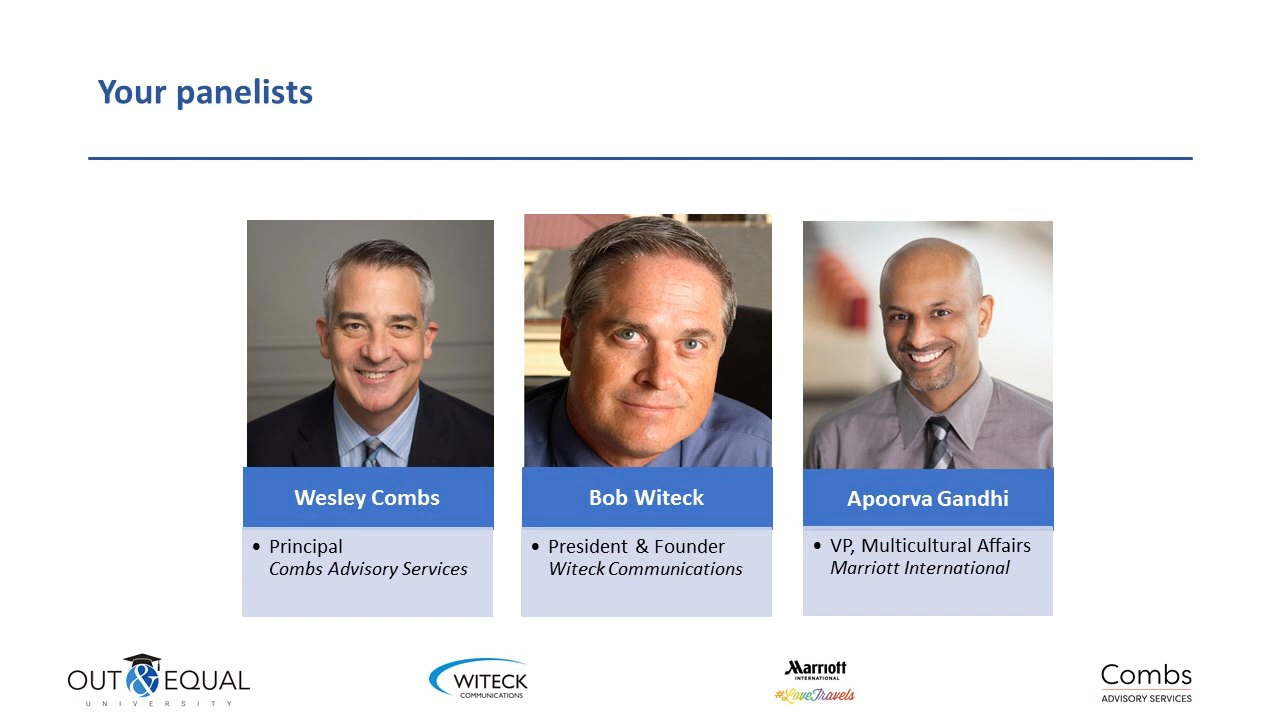 Your panelists
Wesley Combs
• Principal
Combs Advisory Services
Bob Witeck
• President & Founder
Witeck Communications
Apoorva Gandhi
• VP, Multicultural Affairs
Marriott International
OUT & EQUAL
UNIVERSITY
WITECK
COMMUNICATIONS
Marriott
INTERNATIONAL
#LoveTravels
Combs
ADVISORY SERVICES